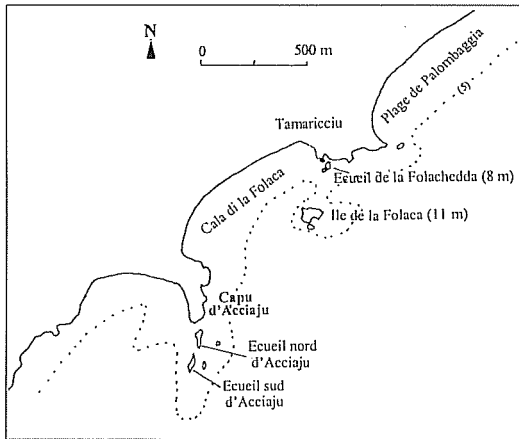 N
0 500 m
Plage de Palombaggia
(5)
Tamaricciu
Ecueil de la Folachedda (8 m)
Cala di la Folaca
Ile de la Folaca (11 m)
Capu
d'Acciaju
Ecueil nord
d'Acciaju
Ecueil sud
d'Acciaju